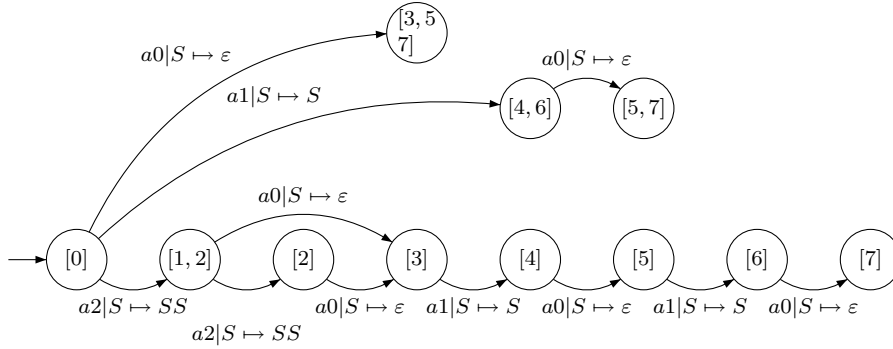 [3, 5
7]
a0|S ↦ ε
a0|S ↦ ε
a1|S ↦ S
[4, 6]
[5, 7]
a0|S ↦ ε
[0]
[1, 2]
[2]
[3]
[4]
[5]
[6]
[7]
a2|S ↦ SS
a0|S ↦ ε
a1|S ↦ S
a0|S ↦ ε
a1|S ↦ S
a0|S ↦ ε
a2|S ↦ SS